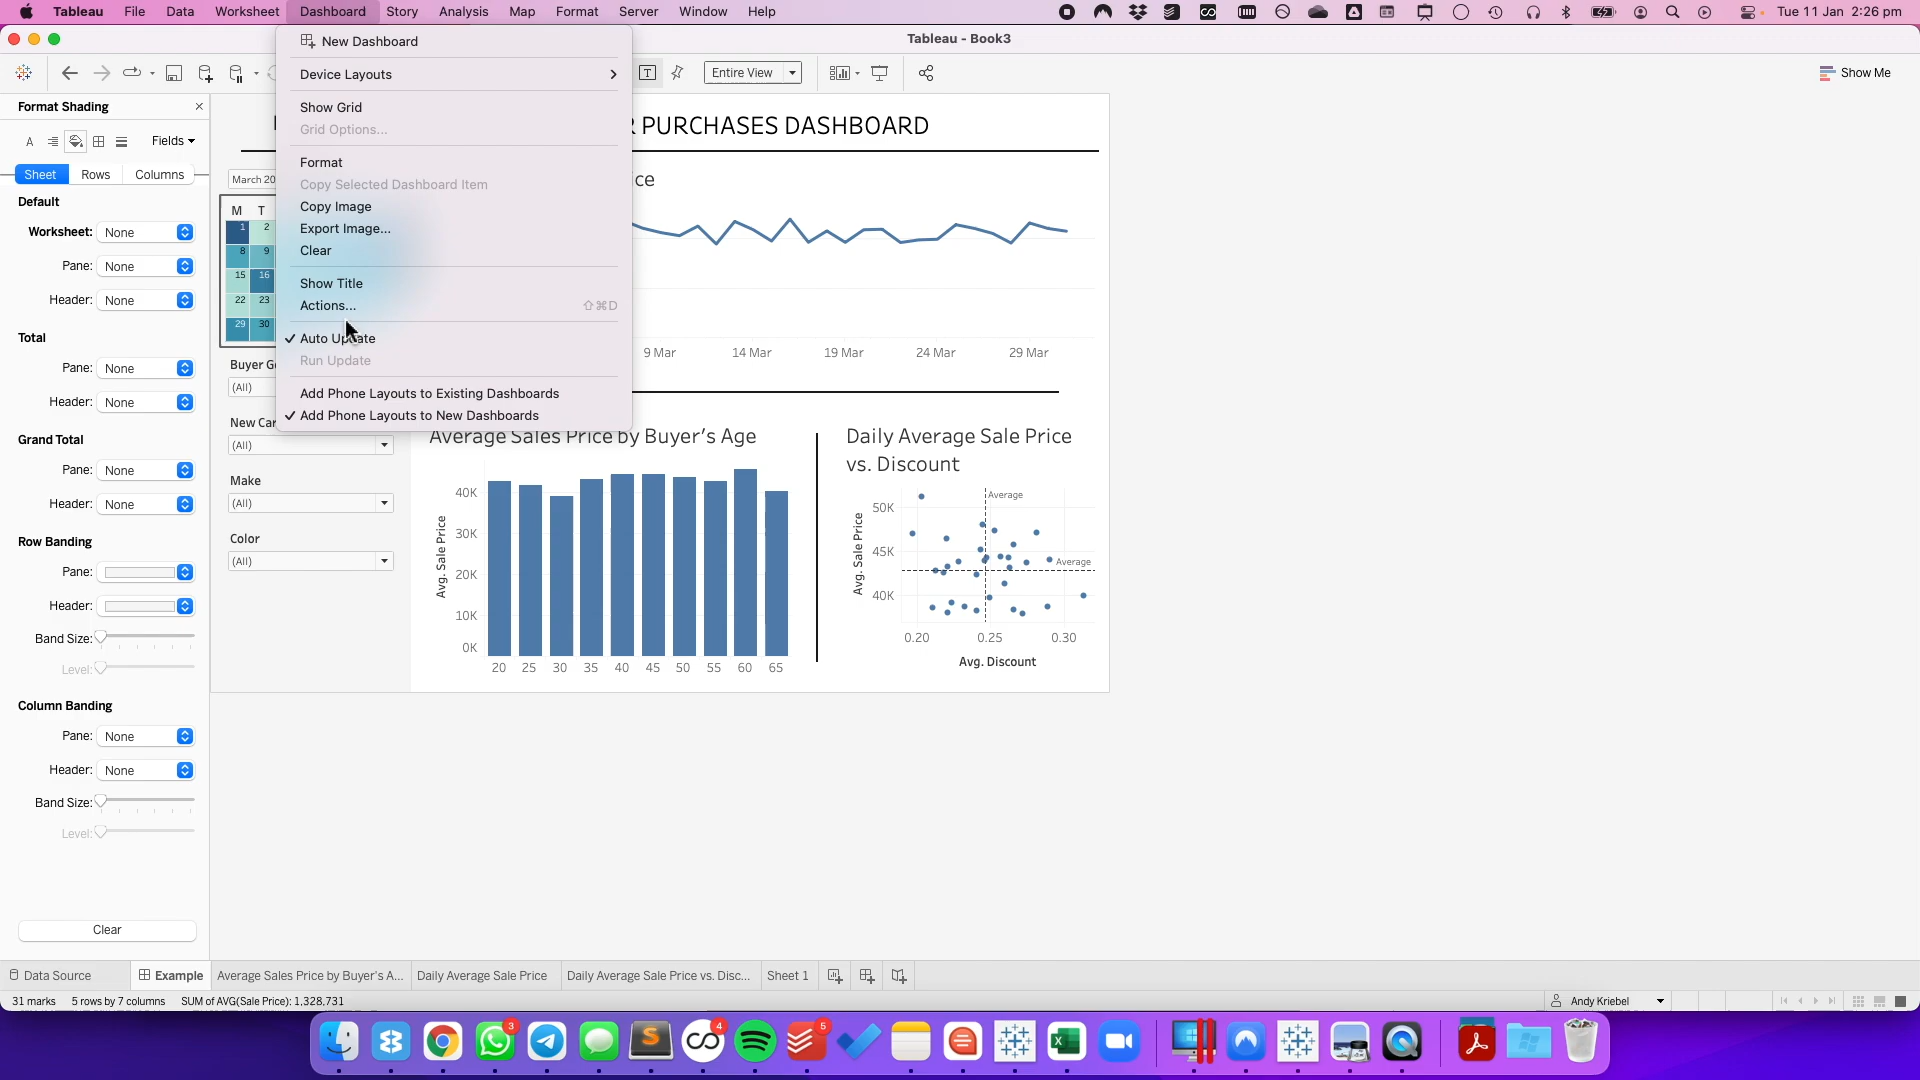 Tableau File Data Worksheet Dashboard Story Analysis Map Format Server Window Help Tue 11 Jan 2:26 pm
Tableau - Book3
Entire View Show Me
Format Shading
Fields
Sheet Rows Columns
Default
Worksheet: None
Pane: None
Header: None
Total
Pane: None
Header: None
Grand Total
Pane: None
Header: None
Row Banding
Pane:
Header:
Band Size:
Level:
Column Banding
Pane: None
Header: None
Band Size:
Level:
Clear
New Dashboard
Device Layouts
Show Grid
Grid Options...
Format
Copy Selected Dashboard Item
Copy Image
Export Image...
Clear
Show Title
Actions... ⇧⌘D
Auto Update
Run Update
Add Phone Layouts to Existing Dashboards
Add Phone Layouts to New Dashboards
PURCHASES DASHBOARD
March 20
M T
1 2
8 9
15 16
22 23
29 30
ce
9 Mar 14 Mar 19 Mar 24 Mar 29 Mar
Buyer Ge
(All)
New Car
(All)
Make
(All)
Color
(All)
Average Sales Price by Buyer's Age
Avg. Sale Price
40K
30K
20K
10K
0K
20 25 30 35 40 45 50 55 60 65
Daily Average Sale Price
vs. Discount
Avg. Sale Price
50K
45K
40K
Average
Average
0.20 0.25 0.30
Avg. Discount
Data Source Example Average Sales Price by Buyer's A... Daily Average Sale Price Daily Average Sale Price vs. Disc... Sheet 1
31 marks 5 rows by 7 columns SUM of AVG(Sale Price): 1,328,731 Andy Kriebel
3 4 5